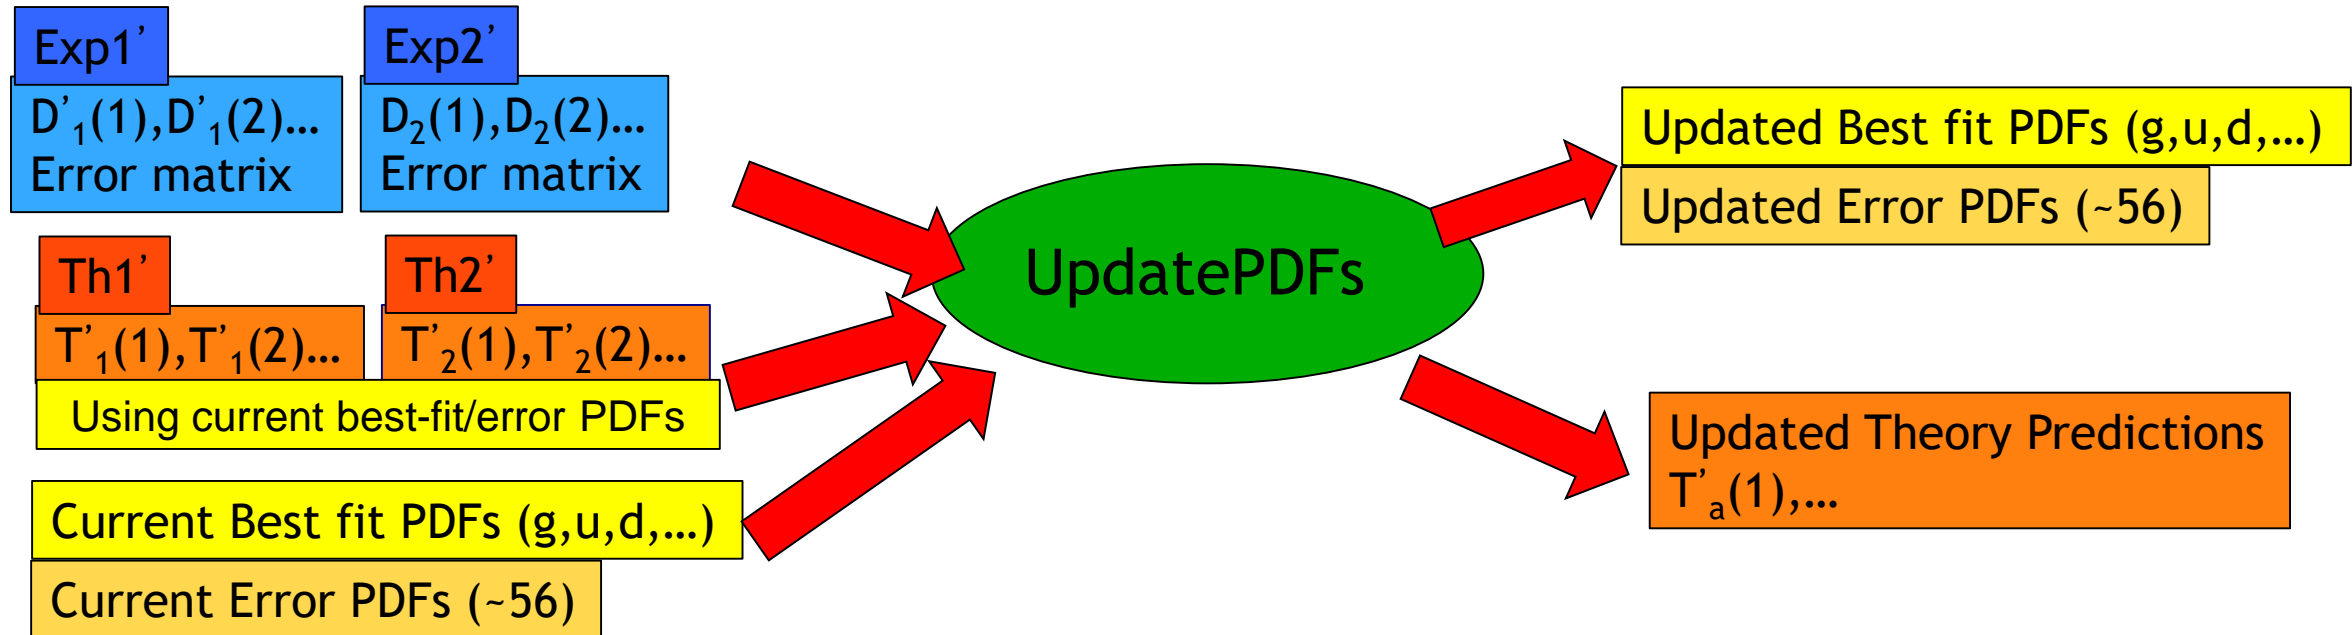 Exp1’
D’₁(1),D’₁(2)…
Error matrix
Exp2’
D₂(1),D₂(2)…
Error matrix
Th1’
T’₁(1),T’₁(2)…
Th2’
T’₂(1),T’₂(2)…
Using current best-fit/error PDFs
Current Best fit PDFs (g,u,d,…)
Current Error PDFs (~56)
UpdatePDFs
Updated Best fit PDFs (g,u,d,…)
Updated Error PDFs (~56)
Updated Theory Predictions
T’ₐ(1),…